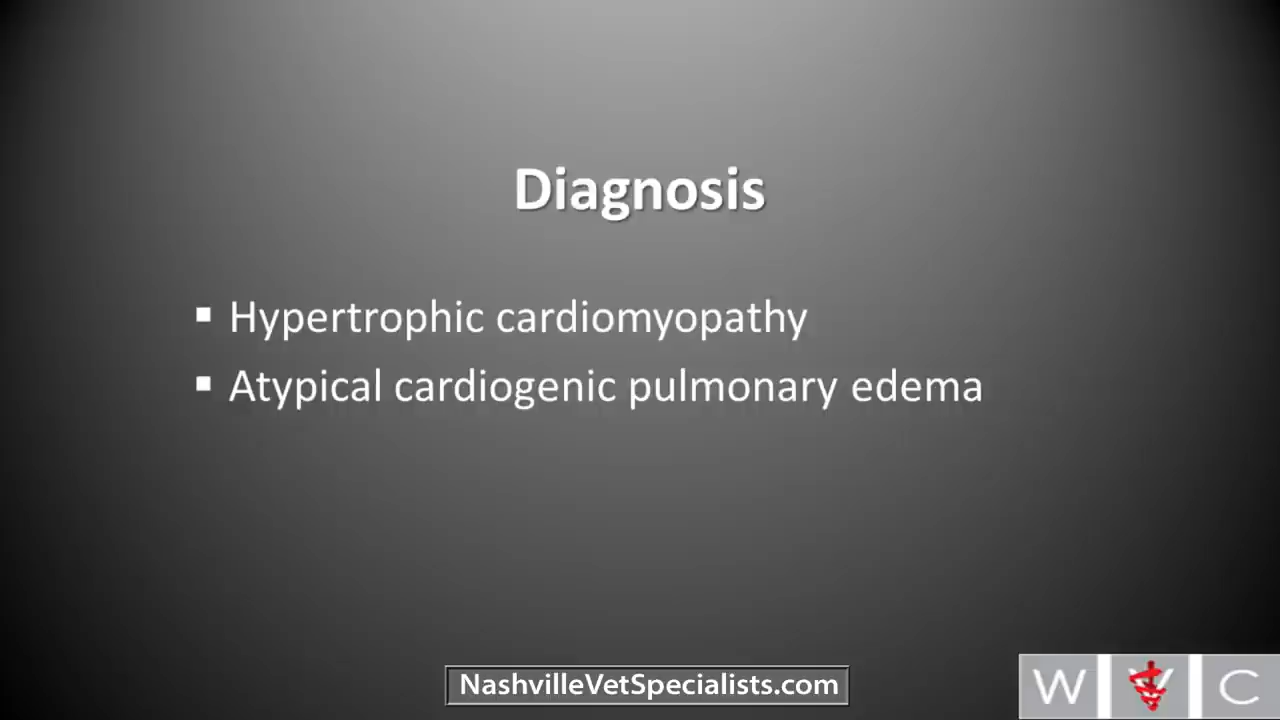 Diagnosis
▪ Hypertrophic cardiomyopathy
▪ Atypical cardiogenic pulmonary edema
NashvilleVetSpecialists.com
W V C